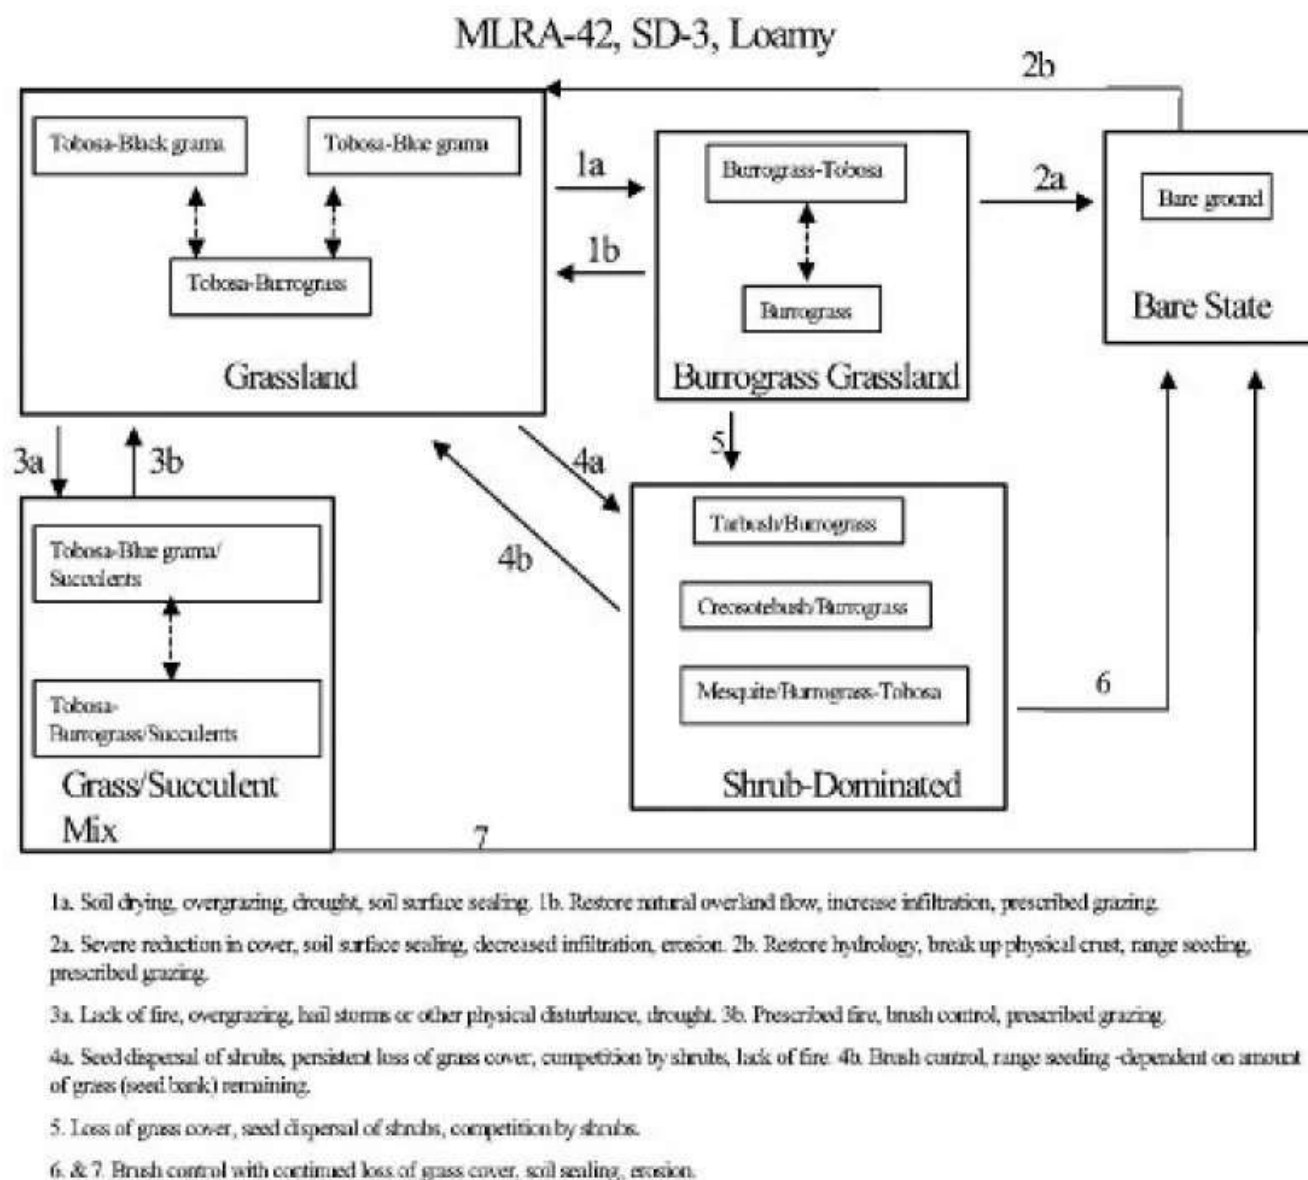 MLRA-42, SD-3, Loamy
2b
Tobosa-Black grama
Tobosa-Blue grama
Tobosa-Burrograss
Grassland
1a
1b
Burrograss-Tobosa
Burrograss
Burrograss Grassland
2a
Bare ground
Bare State
3a
3b
4a
4b
5
Tobosa-Blue grama/
Succulents
Tobosa-
Burrograss/Succulents
Grass/Succulent
Mix
Tarbush/Burrograss
Creosotebush/Burrograss
Mesquite/Burrograss-Tobosa
Shrub-Dominated
6
7
1a. Soil drying, overgrazing, drought, soil surface sealing. 1b. Restore natural overland flow, increase infiltration, prescribed grazing.
2a. Severe reduction in cover, soil surface sealing, decreased infiltration, erosion. 2b. Restore hydrology, break up physical crust, range seeding,
prescribed grazing.
3a. Lack of fire, overgrazing, hail storms or other physical disturbance, drought. 3b. Prescribed fire, brush control, prescribed grazing.
4a. Seed dispersal of shrubs, persistent loss of grass cover, competition by shrubs, lack of fire. 4b. Brush control, range seeding -dependent on amount
of grass (seed bank) remaining.
5. Loss of grass cover, seed dispersal of shrubs, competition by shrubs.
6. & 7. Brush control with continued loss of grass cover, soil sealing, erosion.